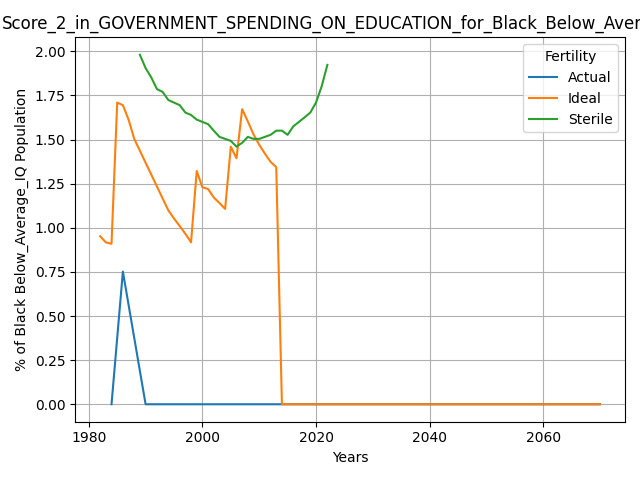 Score_2_in_GOVERNMENT_SPENDING_ON_EDUCATION_for_Black_Below_Aver
% of Black Below_Average_IQ Population
2.00
1.75
1.50
1.25
1.00
0.75
0.50
0.25
0.00
Fertility
Actual
Ideal
Sterile
1980
2000
2020
2040
2060
Years